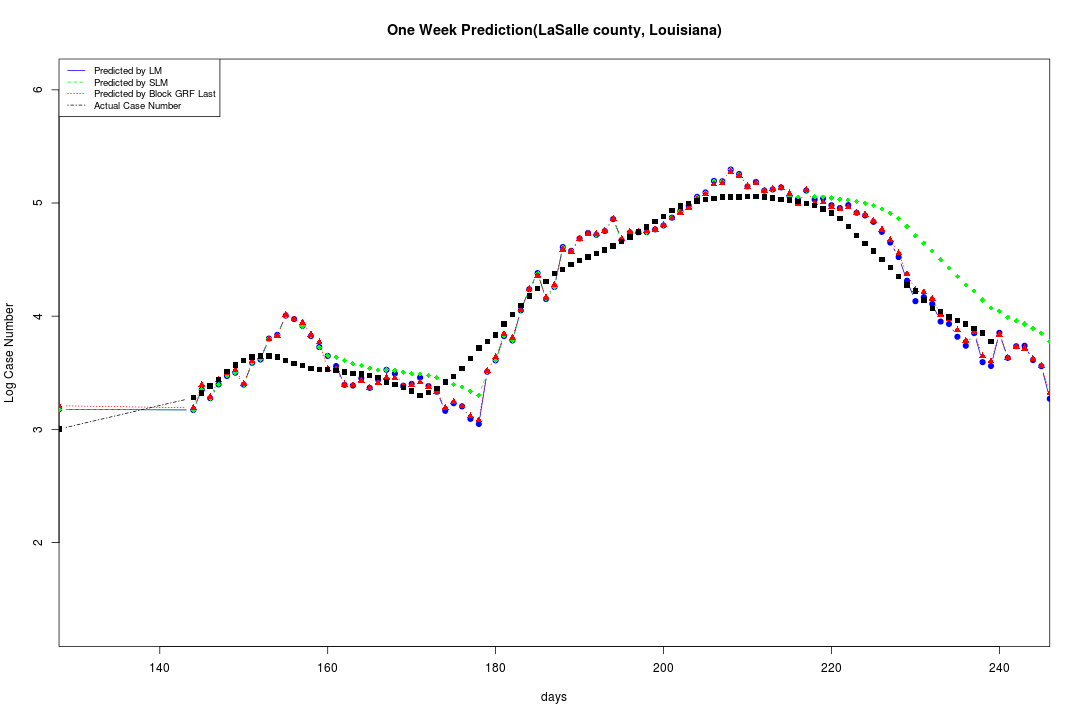 One Week Prediction(LaSalle county, Louisiana)
Predicted by LM
Predicted by SLM
Predicted by Block GRF Last
Actual Case Number
6
5
4
3
2
Log Case Number
140 160 180 200 220 240
days